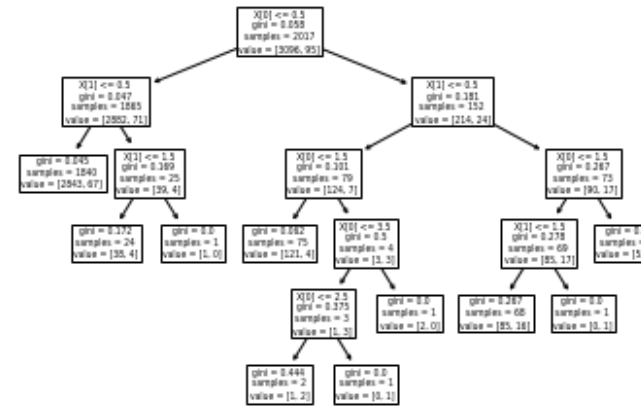 X[0] <= 0.5
gini = 0.058
samples = 2017
value = [3096, 95]
X[1] <= 0.5
gini = 0.047
samples = 1865
value = [2882, 71]
X[1] <= 0.5
gini = 0.181
samples = 152
value = [214, 24]
gini = 0.045
samples = 1840
value = [2843, 67]
X[1] <= 1.5
gini = 0.169
samples = 25
value = [39, 4]
X[0] <= 1.5
gini = 0.101
samples = 79
value = [124, 7]
X[0] <= 1.5
gini = 0.267
samples = 73
value = [90, 17]
gini = 0.172
samples = 24
value = [38, 4]
gini = 0.0
samples = 1
value = [1, 0]
gini = 0.062
samples = 75
value = [121, 4]
X[0] <= 3.5
gini = 0.5
samples = 4
value = [3, 3]
X[1] <= 1.5
gini = 0.278
samples = 69
value = [85, 17]
X[0] <= 2.5
gini = 0.375
samples = 3
value = [1, 3]
gini = 0.0
samples = 1
value = [2, 0]
gini = 0.267
samples = 68
value = [85, 16]
gini = 0.0
samples = 1
value = [0, 1]
gini = 0.444
samples = 2
value = [1, 2]
gini = 0.0
samples = 1
value = [0, 1]